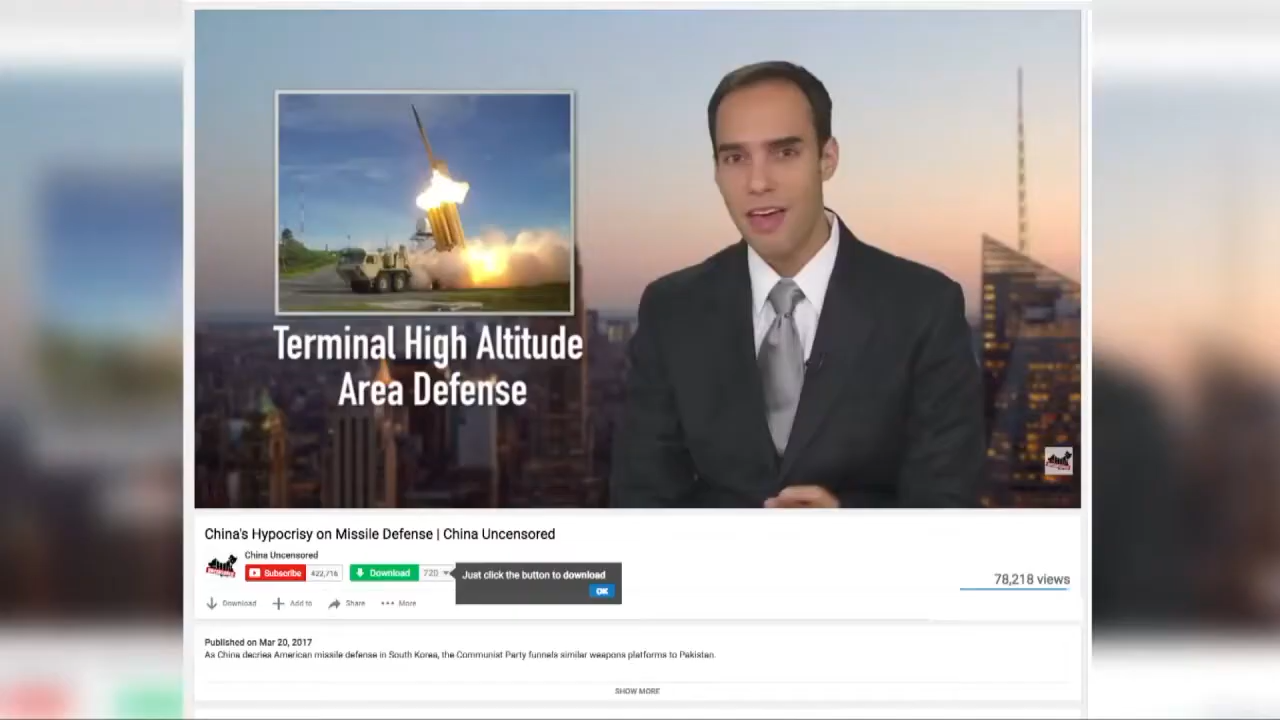 Terminal High Altitude
Area Defense
China's Hypocrisy on Missile Defense | China Uncensored
China Uncensored
Subscribe 422,716 Download 720
Just click the button to download
OK
78,218 views
Download Add to Share More
Published on Mar 20, 2017
As China decries American missile defense in South Korea, the Communist Party funnels similar weapons platforms to Pakistan.
SHOW MORE